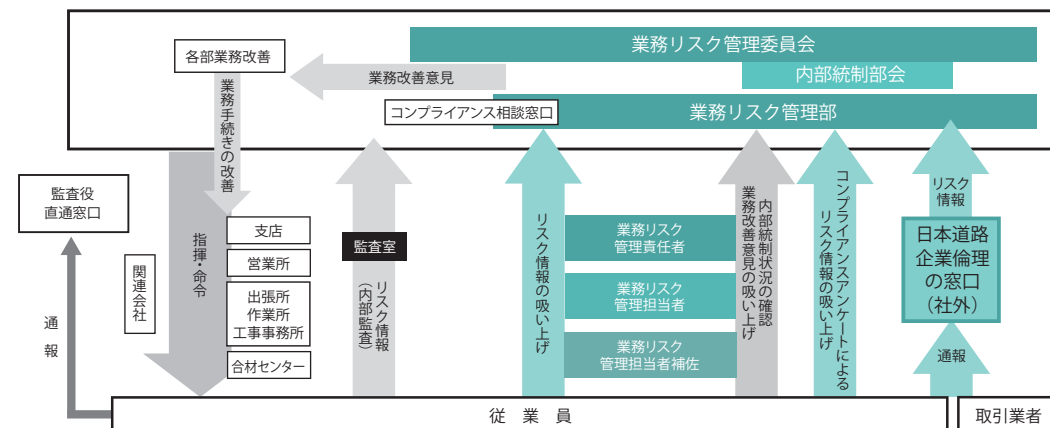 業務リスク管理委員会
内部統制部会
各部業務改善
業務改善意見
コンプライアンス相談窓口
業務リスク管理部
業務手続きの改善
監査役
直通窓口
指揮・命令
関連会社
支店
営業所
出張所
作業所
工事事務所
合材センター
監査室
リスク情報
（内部監査）
リスク情報の吸い上げ
業務リスク
管理責任者
業務リスク
管理担当者
業務リスク
管理担当者補佐
内部統制状況の確認
業務改善意見の吸い上げ
コンプライアンスアンケートによる
リスク情報の吸い上げ
リスク
情報
日本道路
企業倫理
の窓口
（社外）
通報
通報
従業員
取引業者